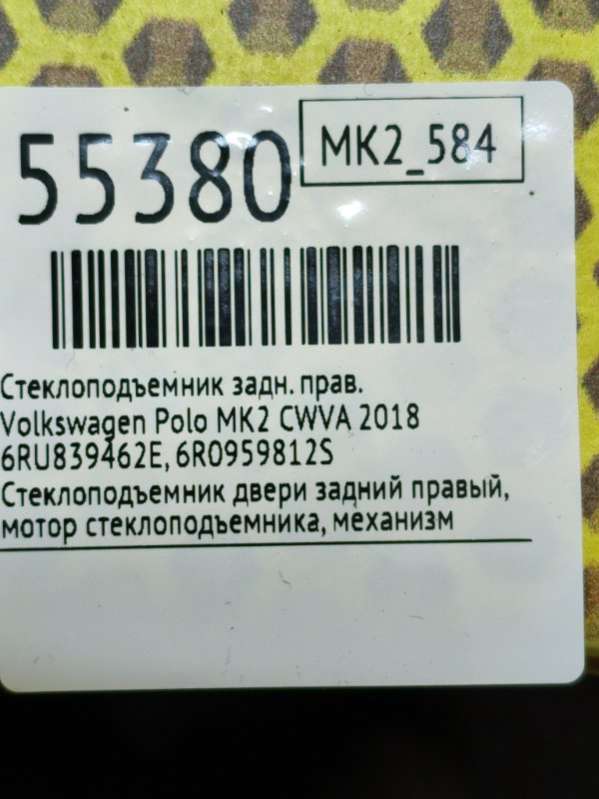 55380
MK2_584
Стеклоподъемник задн. прав.
Volkswagen Polo MK2 CWVA 2018
6RU839462E, 6R0959812S
Стеклоподъемник двери задний правый,
мотор стеклоподъемника, механизм